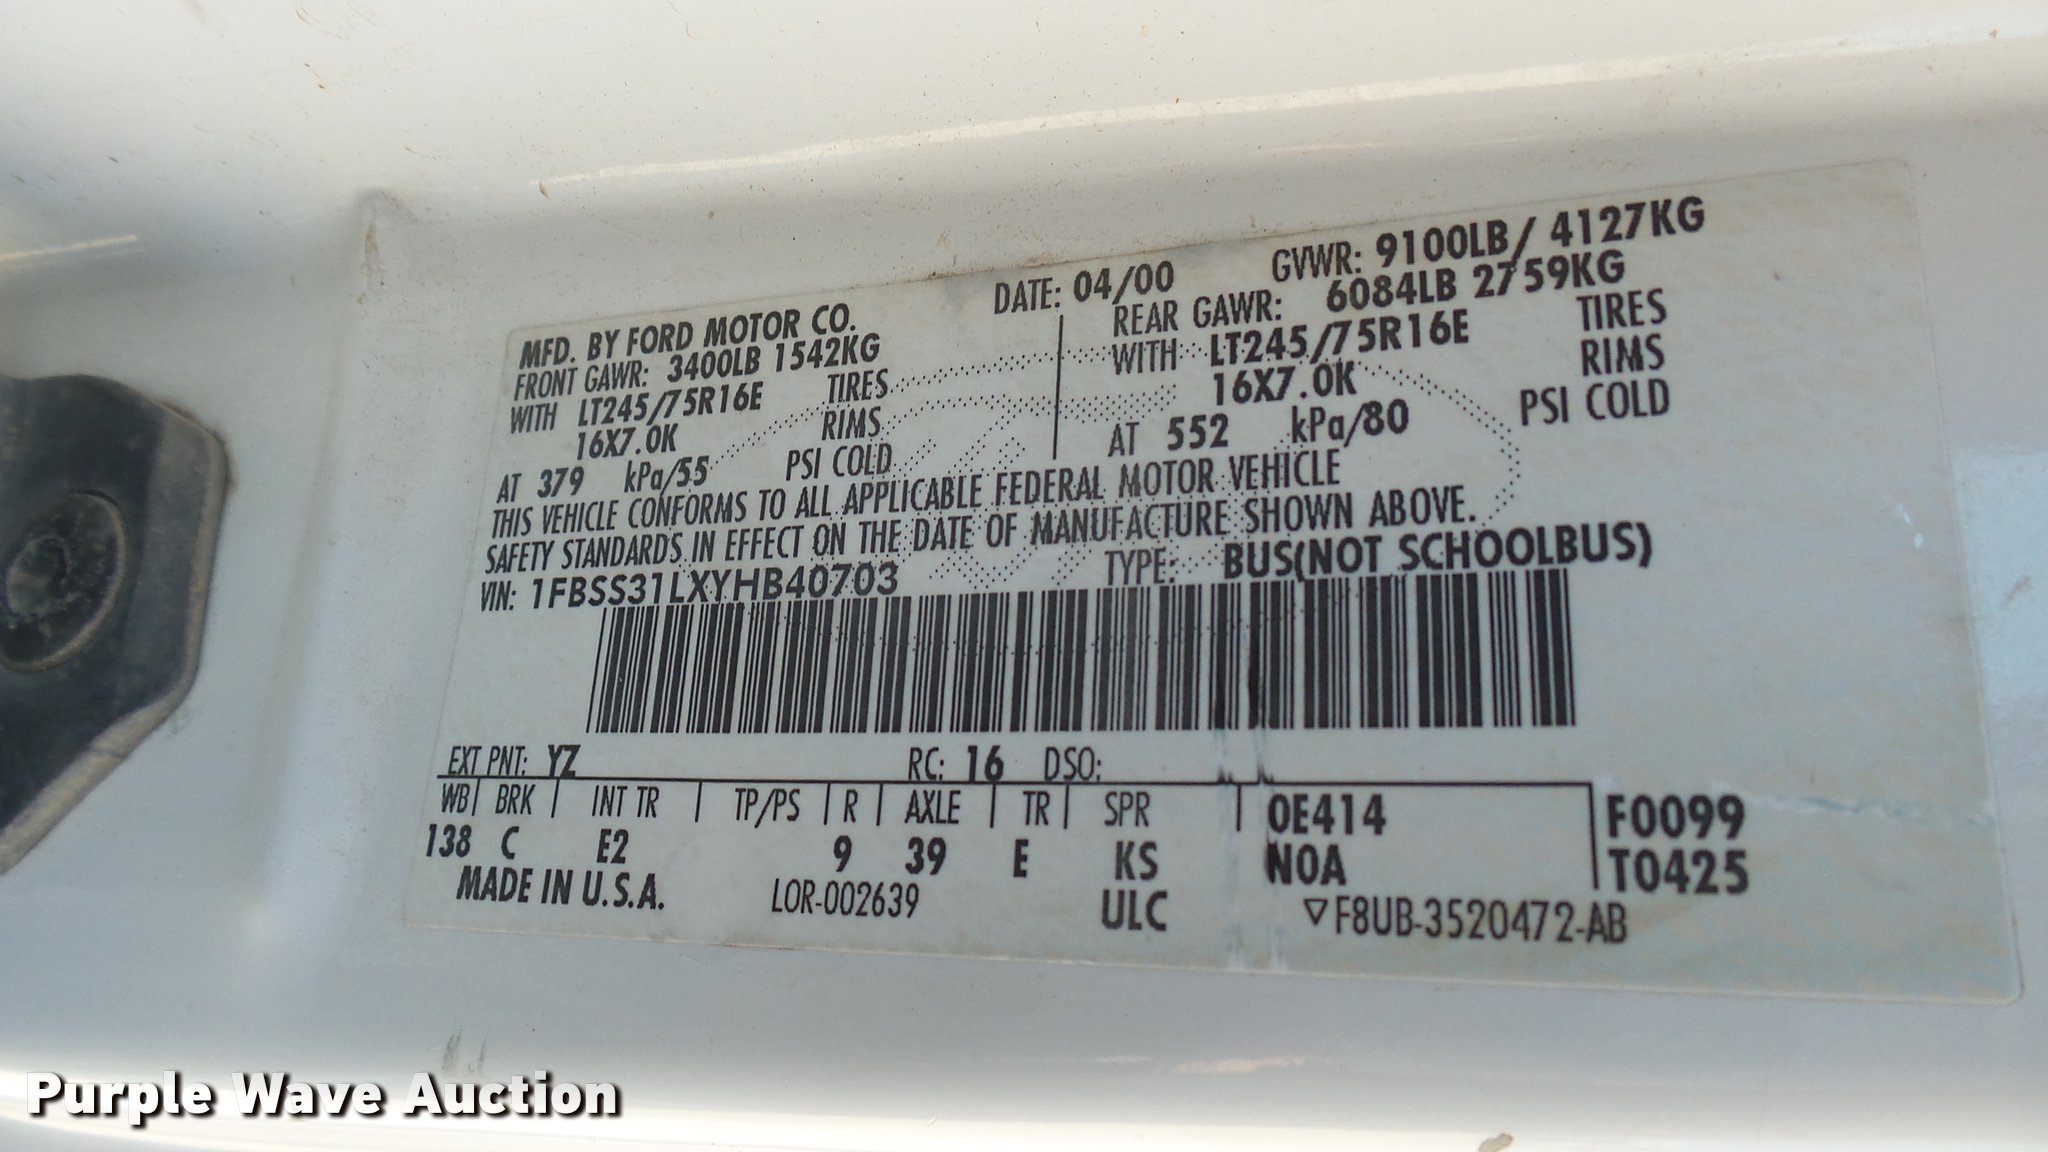 MFD. BY FORD MOTOR CO. DATE: 04/00 GVWR: 9100LB/ 4127KG
FRONT GAWR: 3400LB 1542KG REAR GAWR: 6084LB 2759KG
WITH LT245/75R16E TIRES WITH LT245/75R16E TIRES
16X7.0K RIMS 16X7.0K RIMS
AT 379 kPa/55 PSI COLD AT 552 kPa/80 PSI COLD
THIS VEHICLE CONFORMS TO ALL APPLICABLE FEDERAL MOTOR VEHICLE
SAFETY STANDARDS IN EFFECT ON THE DATE OF MANUFACTURE SHOWN ABOVE.
VIN: 1FBSS31LXYHB40703 TYPE: BUS(NOT SCHOOLBUS)
EXT PNT: YZ RC: 16 DSO:
WB BRK INT TR TP/PS R AXLE TR SPR 0E414 F0099
138 C E2 9 39 E KS N0A T0425
MADE IN U.S.A. LOR-002639 ULC ▽F8UB-3520472-AB
Purple Wave Auction